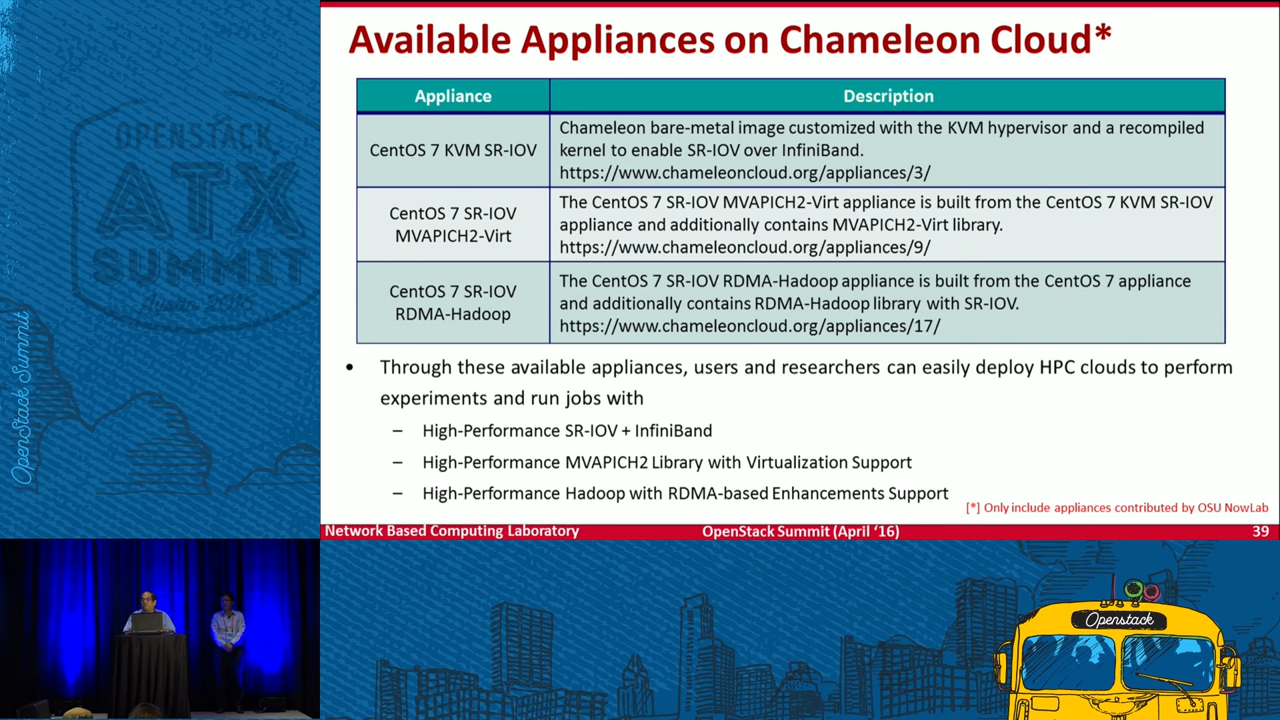 Available Appliances on Chameleon Cloud*
Appliance
Description
CentOS 7 KVM SR-IOV
Chameleon bare-metal image customized with the KVM hypervisor and a recompiled
kernel to enable SR-IOV over InfiniBand.
https://www.chameleoncloud.org/appliances/3/
CentOS 7 SR-IOV
MVAPICH2-Virt
The CentOS 7 SR-IOV MVAPICH2-Virt appliance is built from the CentOS 7 KVM SR-IOV
appliance and additionally contains MVAPICH2-Virt library.
https://www.chameleoncloud.org/appliances/9/
CentOS 7 SR-IOV
RDMA-Hadoop
The CentOS 7 SR-IOV RDMA-Hadoop appliance is built from the CentOS 7 appliance
and additionally contains RDMA-Hadoop library with SR-IOV.
https://www.chameleoncloud.org/appliances/17/
• Through these available appliances, users and researchers can easily deploy HPC clouds to perform
experiments and run jobs with
– High-Performance SR-IOV + InfiniBand
– High-Performance MVAPICH2 Library with Virtualization Support
– High-Performance Hadoop with RDMA-based Enhancements Support
[*] Only include appliances contributed by OSU NowLab
Network Based Computing Laboratory
OpenStack Summit (April ‘16)
39
OPENSTACK
ATX
SUMMIT
Austin 2016
OpenStack Summit
Openstack